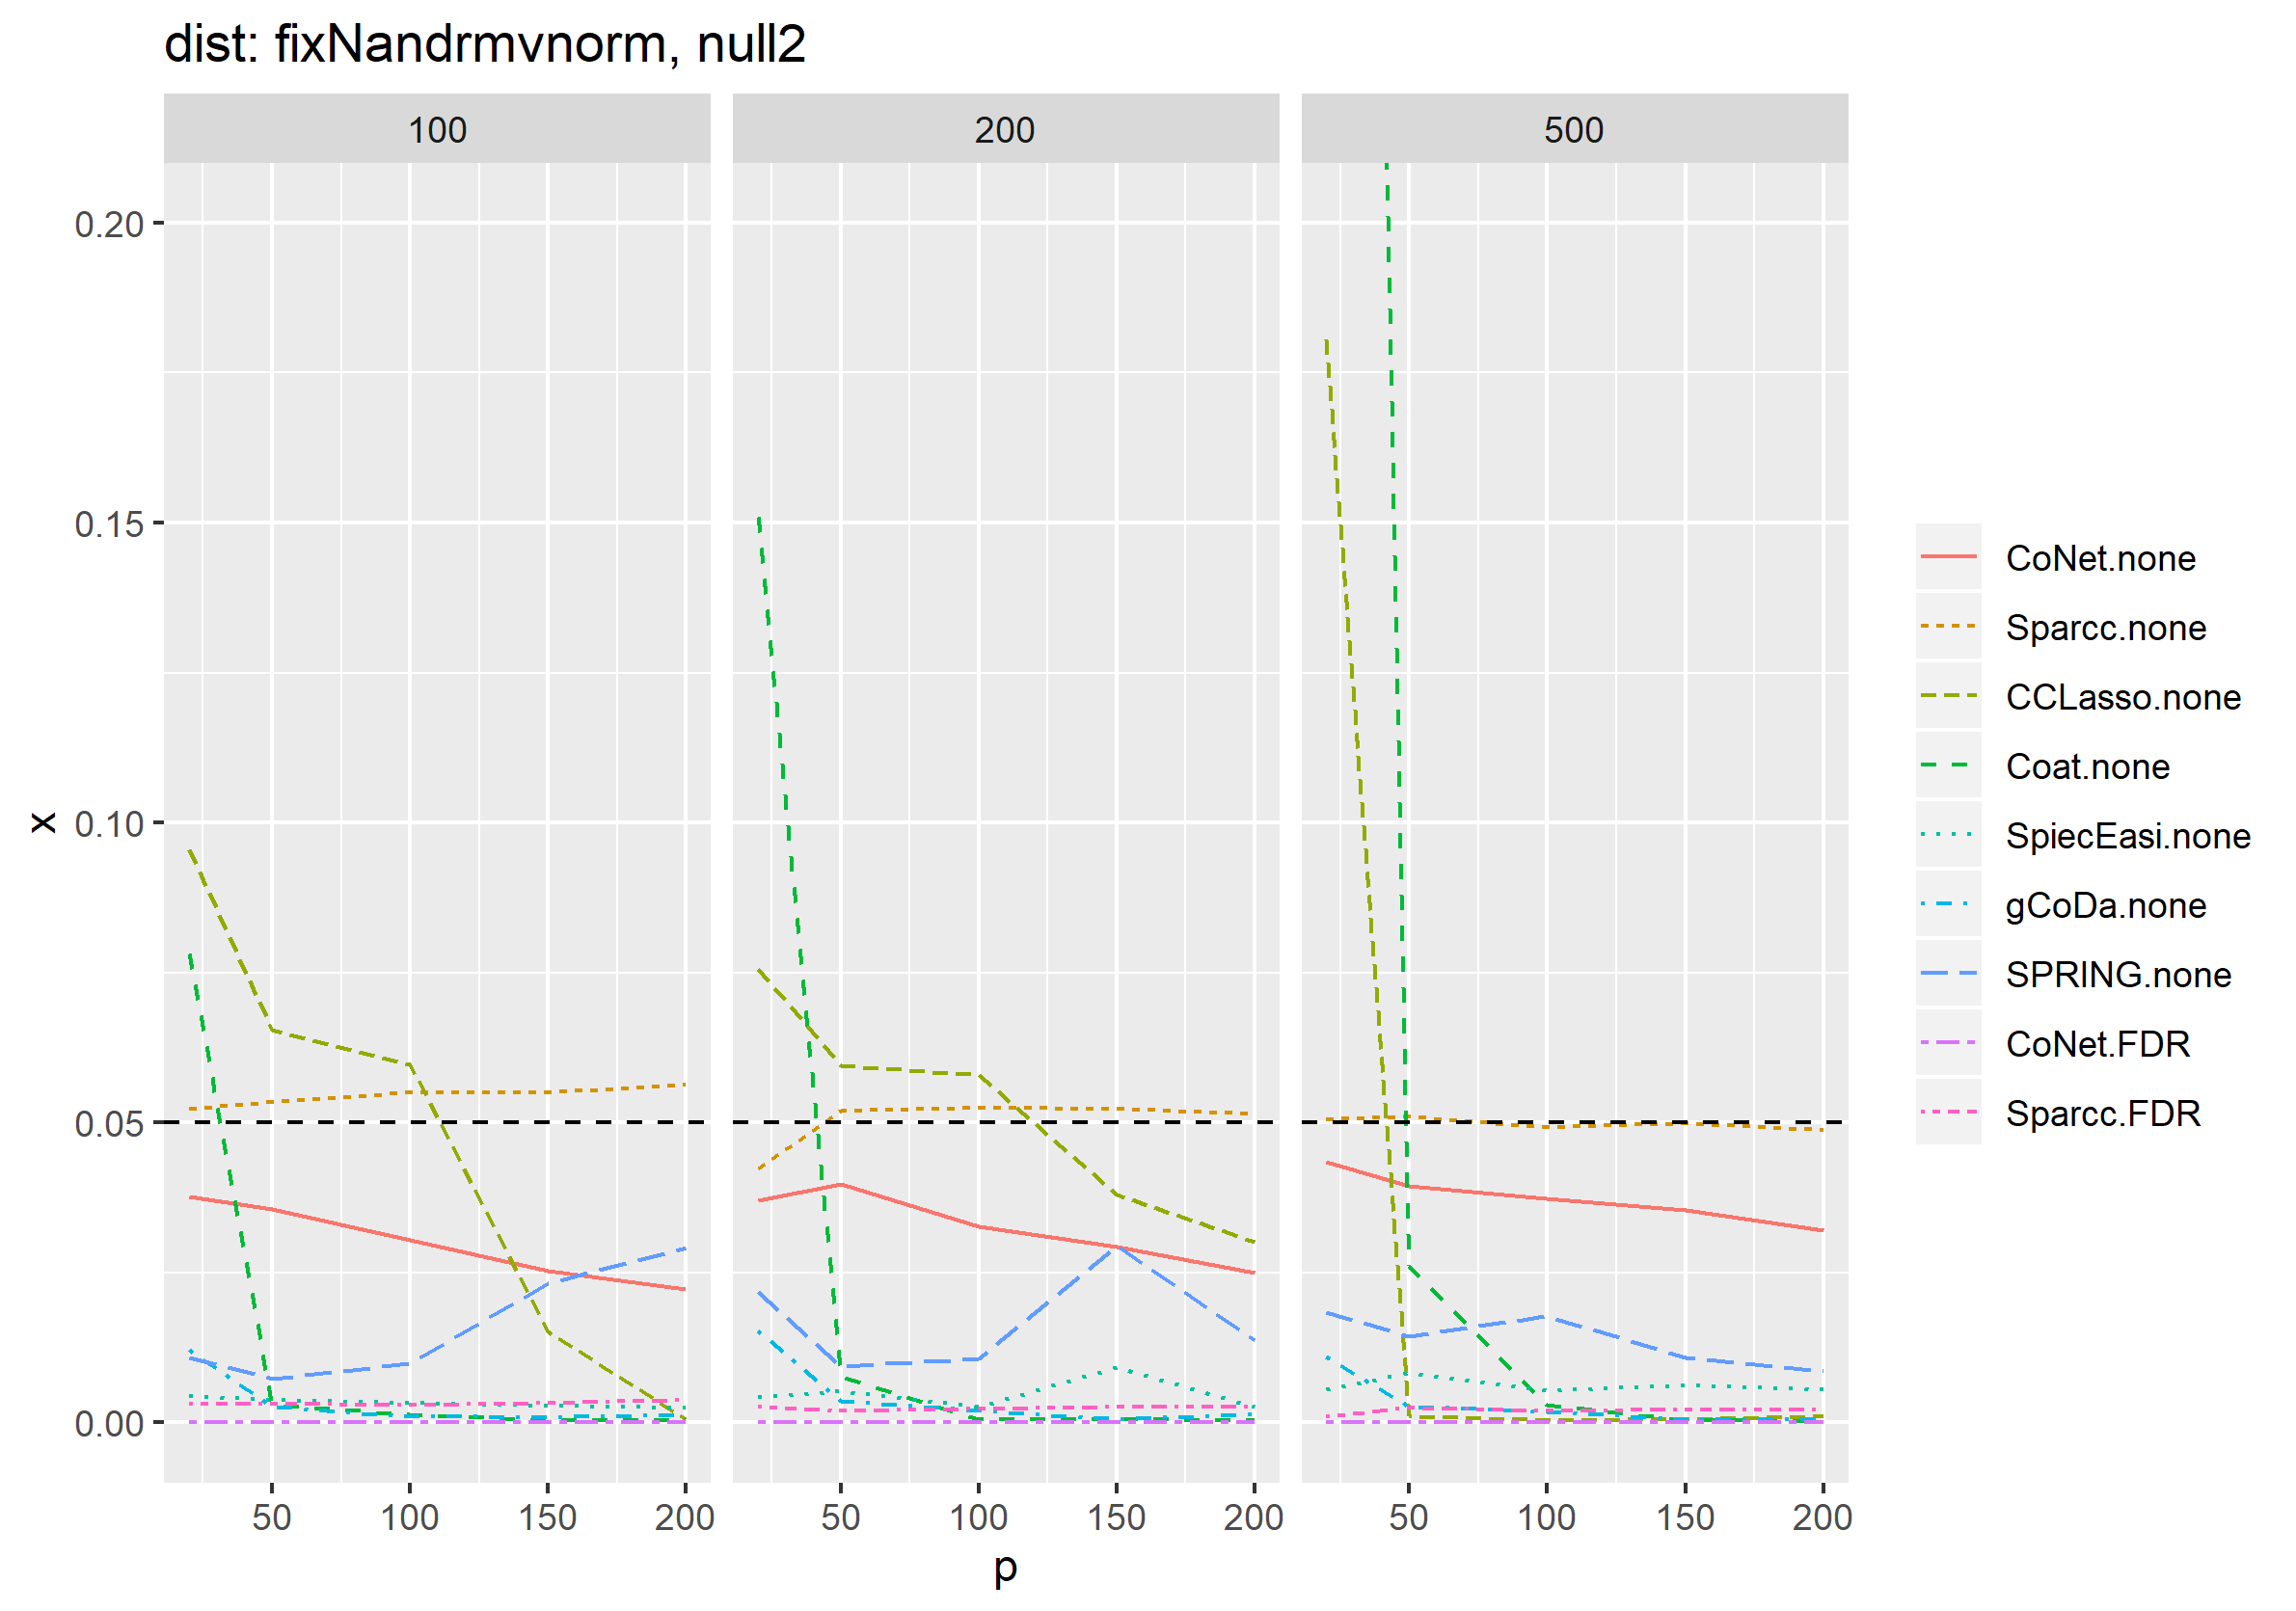 dist: fixNandrmvnorm, null2
100 200 500
0.20
0.15
0.10
0.05
0.00
x
50 100 150 200 50 100 150 200 50 100 150 200
p
CoNet.none
Sparcc.none
CCLasso.none
Coat.none
SpiecEasi.none
gCoDa.none
SPRING.none
CoNet.FDR
Sparcc.FDR